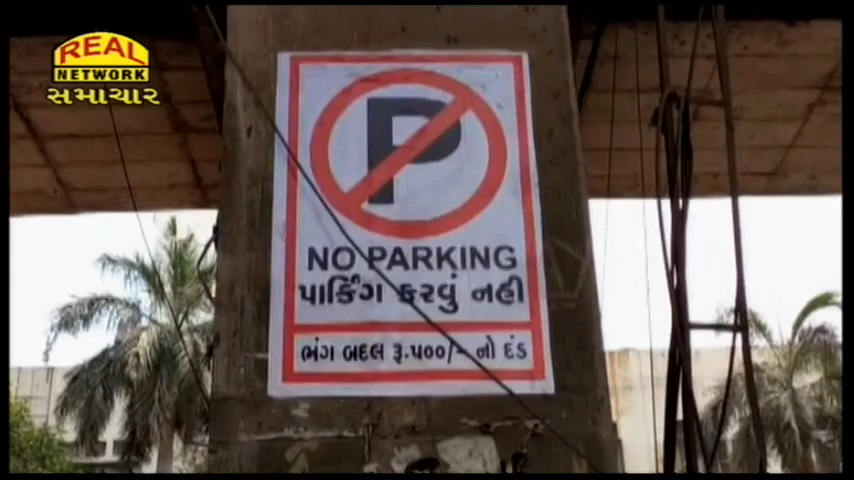 REAL
NETWORK
સમાચાર
P
NO PARKING
પાર્કિંગ કરવું નહી
ભંગ બદલ રૂ.૫૦૦/- નો દંડ